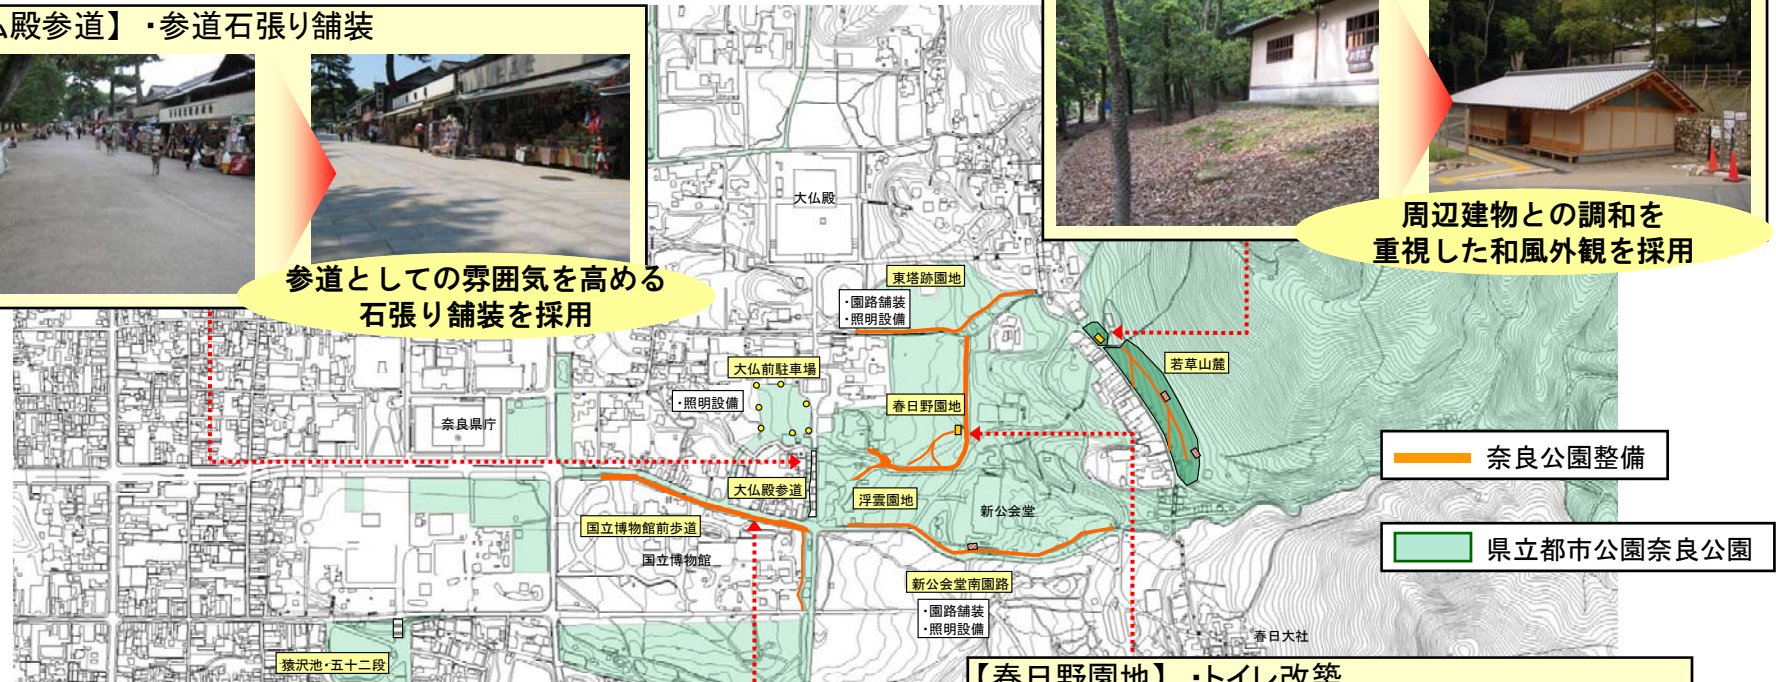 仏殿参道】・参道石張り舗装
参道としての雰囲気を高める
石張り舗装を採用
周辺建物との調和を
重視した和風外観を採用
大仏殿
東塔跡園地
・園路舗装
・照明設備
大仏前駐車場
・照明設備
若草山麓
春日野園地
奈良県庁
大仏殿参道
浮雲園地
新公会堂
国立博物館前歩道
国立博物館
新公会堂南園路
・園路舗装
・照明設備
春日大社
猿沢池・五十二段
奈良公園整備
県立都市公園奈良公園
【春日野園地】・トイレ改築